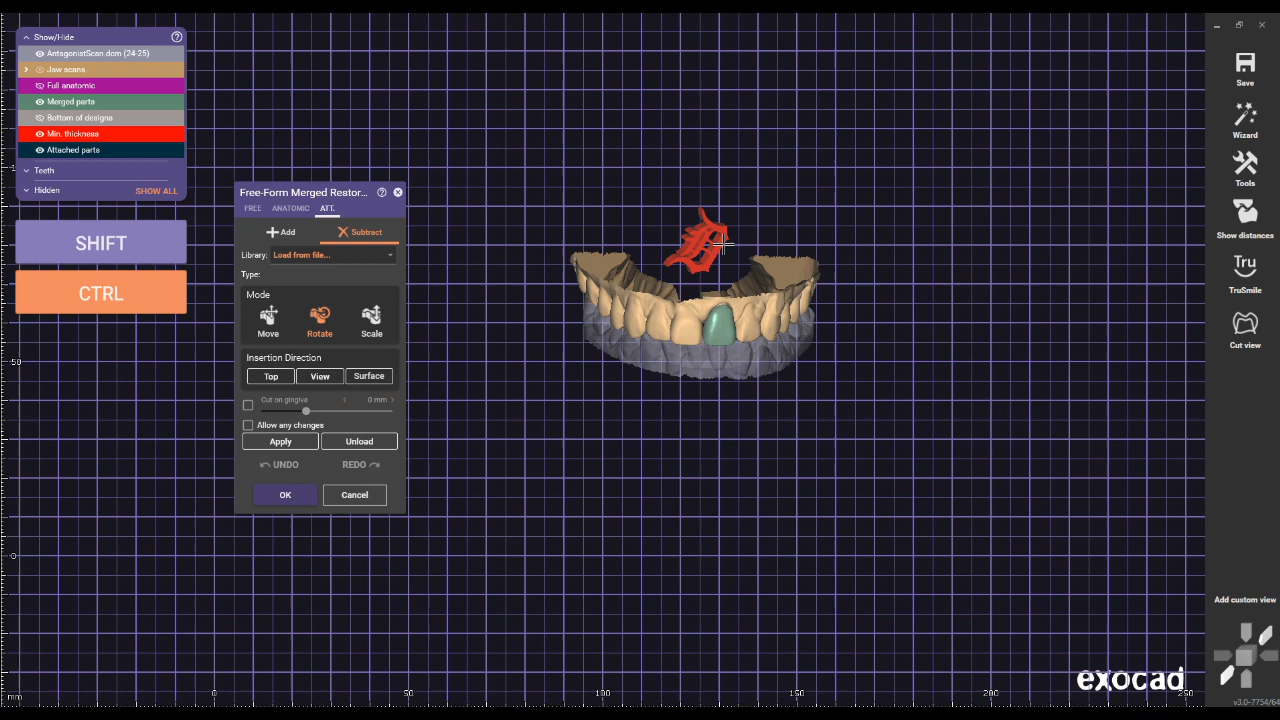 Show/Hide
AntagonistScan.dcm (24-25)
Jaw scans
Full anatomic
Merged parts
Bottom of designs
Min. thickness
Attached parts
Teeth
Hidden SHOW ALL
SHIFT
CTRL
Free-Form Merged Restor...
FREE ANATOMIC ATT.
Add Subtract
Library: Load from file...
Type:
Mode
Move Rotate Scale
Insertion Direction
Top View Surface
Cut on gingiva 0 mm
Allow any changes
Apply Unload
UNDO REDO
OK Cancel
Save
Wizard
Tools
Show distances
Tru
TruSmile
Cut view
Add custom view
50
0
mm 0 50 100 150 200 250
exocad